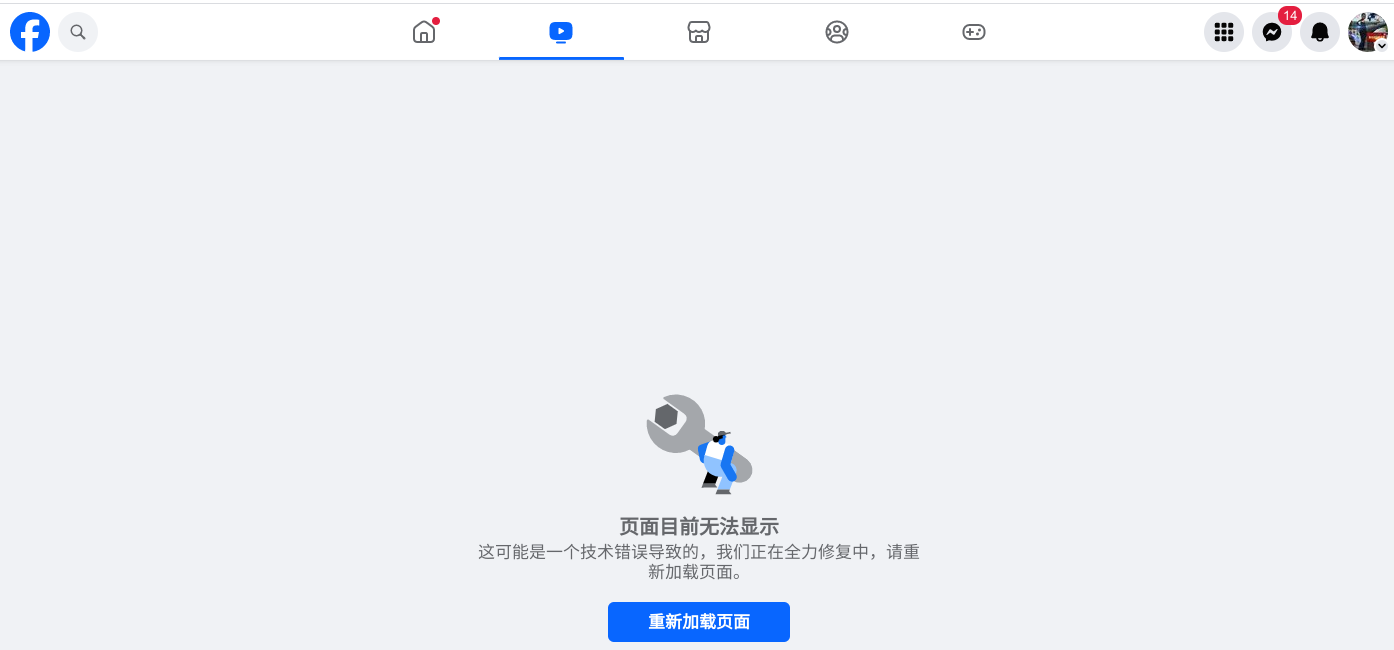 14
页面目前无法显示
这可能是一个技术错误导致的，我们正在全力修复中，请重
新加载页面。
重新加载页面